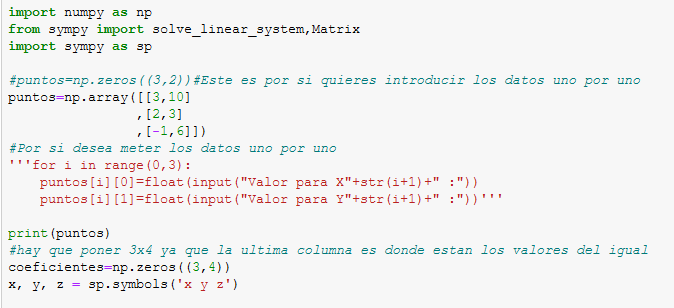 import numpy as np
from sympy import solve_linear_system,Matrix
import sympy as sp
#puntos=np.zeros((3,2))#Este es por si quieres introducir los datos uno por uno
puntos=np.array([[3,10]
,[2,3]
,[-1,6]])
#Por si desea meter los datos uno por uno
'''for i in range(0,3):
puntos[i][0]=float(input("Valor para X"+str(i+1)+" :"))
puntos[i][1]=float(input("Valor para Y"+str(i+1)+" :"))'''
print(puntos)
#hay que poner 3x4 ya que la ultima columna es donde estan los valores del igual
coeficientes=np.zeros((3,4))
x, y, z = sp.symbols('x y z')